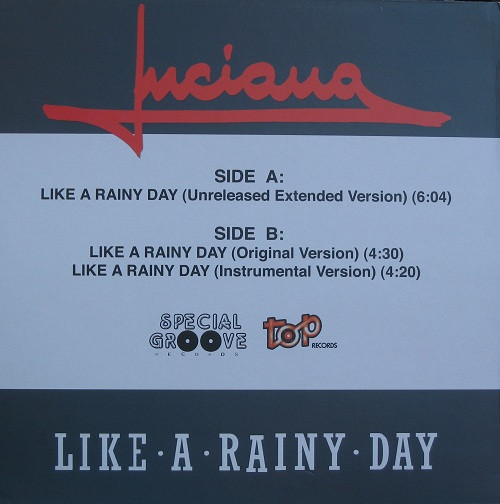 Luciana
SIDE A:
LIKE A RAINY DAY (Unreleased Extended Version) (6:04)
SIDE B:
LIKE A RAINY DAY (Original Version) (4:30)
LIKE A RAINY DAY (Instrumental Version) (4:20)
SPECIAL
GROOVE
RECORDS
top
RECORDS
LIKE·A·RAINY·DAY